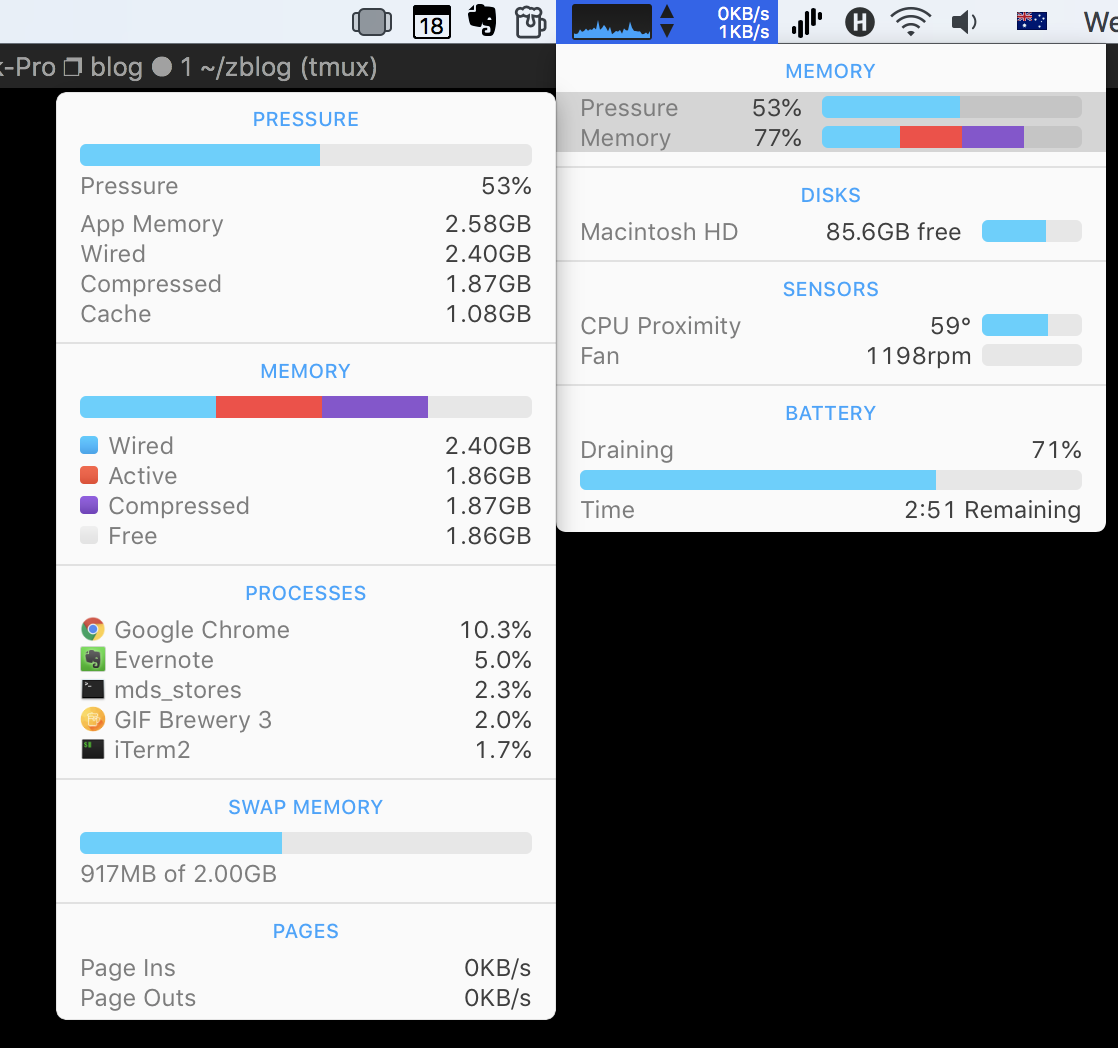 18
0KB/s
1KB/s
H
We
k-Pro blog 1 ~/zblog (tmux)
PRESSURE
Pressure 53%
App Memory 2.58GB
Wired 2.40GB
Compressed 1.87GB
Cache 1.08GB
MEMORY
Wired 2.40GB
Active 1.86GB
Compressed 1.87GB
Free 1.86GB
PROCESSES
Google Chrome 10.3%
Evernote 5.0%
mds_stores 2.3%
GIF Brewery 3 2.0%
iTerm2 1.7%
SWAP MEMORY
917MB of 2.00GB
PAGES
Page Ins 0KB/s
Page Outs 0KB/s
MEMORY
Pressure 53%
Memory 77%
DISKS
Macintosh HD 85.6GB free
SENSORS
CPU Proximity 59°
Fan 1198rpm
BATTERY
Draining 71%
Time 2:51 Remaining